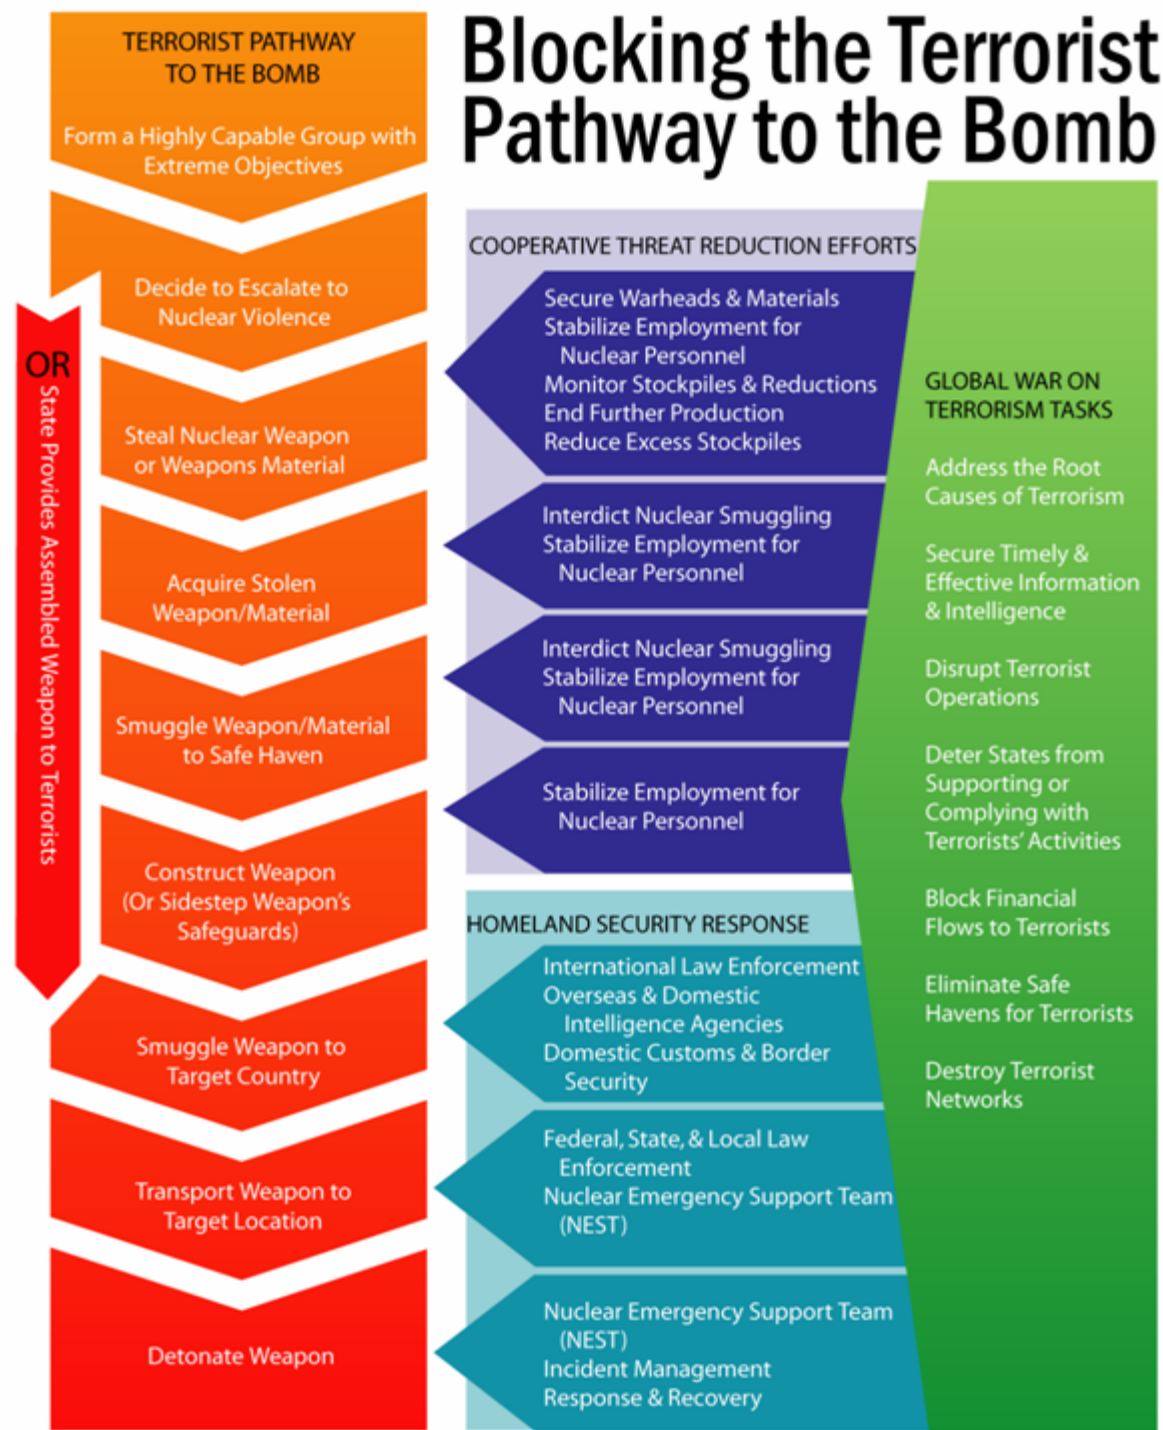 Blocking the Terrorist
Pathway to the Bomb
TERRORIST PATHWAY
TO THE BOMB
Form a Highly Capable Group with
Extreme Objectives
Decide to Escalate to
Nuclear Violence
OR
State Provides Assembled Weapon to Terrorists
Steal Nuclear Weapon
or Weapons Material
Acquire Stolen
Weapon/Material
Smuggle Weapon/Material
to Safe Haven
Construct Weapon
(Or Sidestep Weapon's
Safeguards)
Smuggle Weapon to
Target Country
Transport Weapon to
Target Location
Detonate Weapon
COOPERATIVE THREAT REDUCTION EFFORTS
Secure Warheads & Materials
Stabilize Employment for
Nuclear Personnel
Monitor Stockpiles & Reductions
End Further Production
Reduce Excess Stockpiles
Interdict Nuclear Smuggling
Stabilize Employment for
Nuclear Personnel
Interdict Nuclear Smuggling
Stabilize Employment for
Nuclear Personnel
Stabilize Employment for
Nuclear Personnel
HOMELAND SECURITY RESPONSE
International Law Enforcement
Overseas & Domestic
Intelligence Agencies
Domestic Customs & Border
Security
Federal, State, & Local Law
Enforcement
Nuclear Emergency Support Team
(NEST)
Nuclear Emergency Support Team
(NEST)
Incident Management
Response & Recovery
GLOBAL WAR ON
TERRORISM TASKS
Address the Root
Causes of Terrorism
Secure Timely &
Effective Information
& Intelligence
Disrupt Terrorist
Operations
Deter States from
Supporting or
Complying with
Terrorists' Activities
Block Financial
Flows to Terrorists
Eliminate Safe
Havens for Terrorists
Destroy Terrorist
Networks